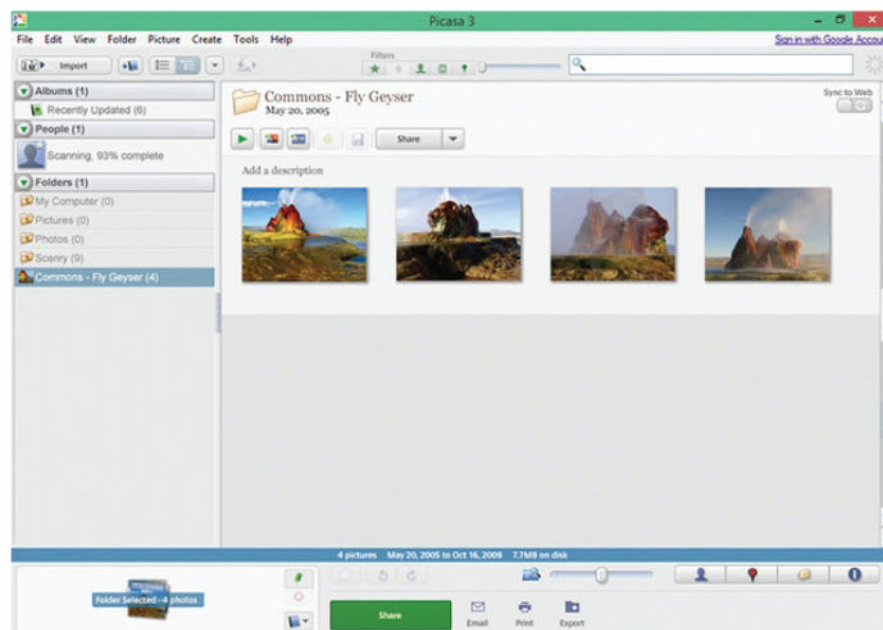 Picasa 3
File Edit View Folder Picture Create Tools Help
Sign in with Google Accou
Import
Filters
Albums (1)
Recently Updated (6)
People (1)
Scanning, 93% complete
Folders (1)
My Computer (0)
Pictures (0)
Photos (0)
Scenry (9)
Commons - Fly Geyser (4)
Commons - Fly Geyser
May 20, 2005
Sync to Web
Share
Add a description
4 pictures May 20, 2005 to Oct 16, 2009 7.7MB on disk
Folder Selected - 4 photos
Share
Email Print Export